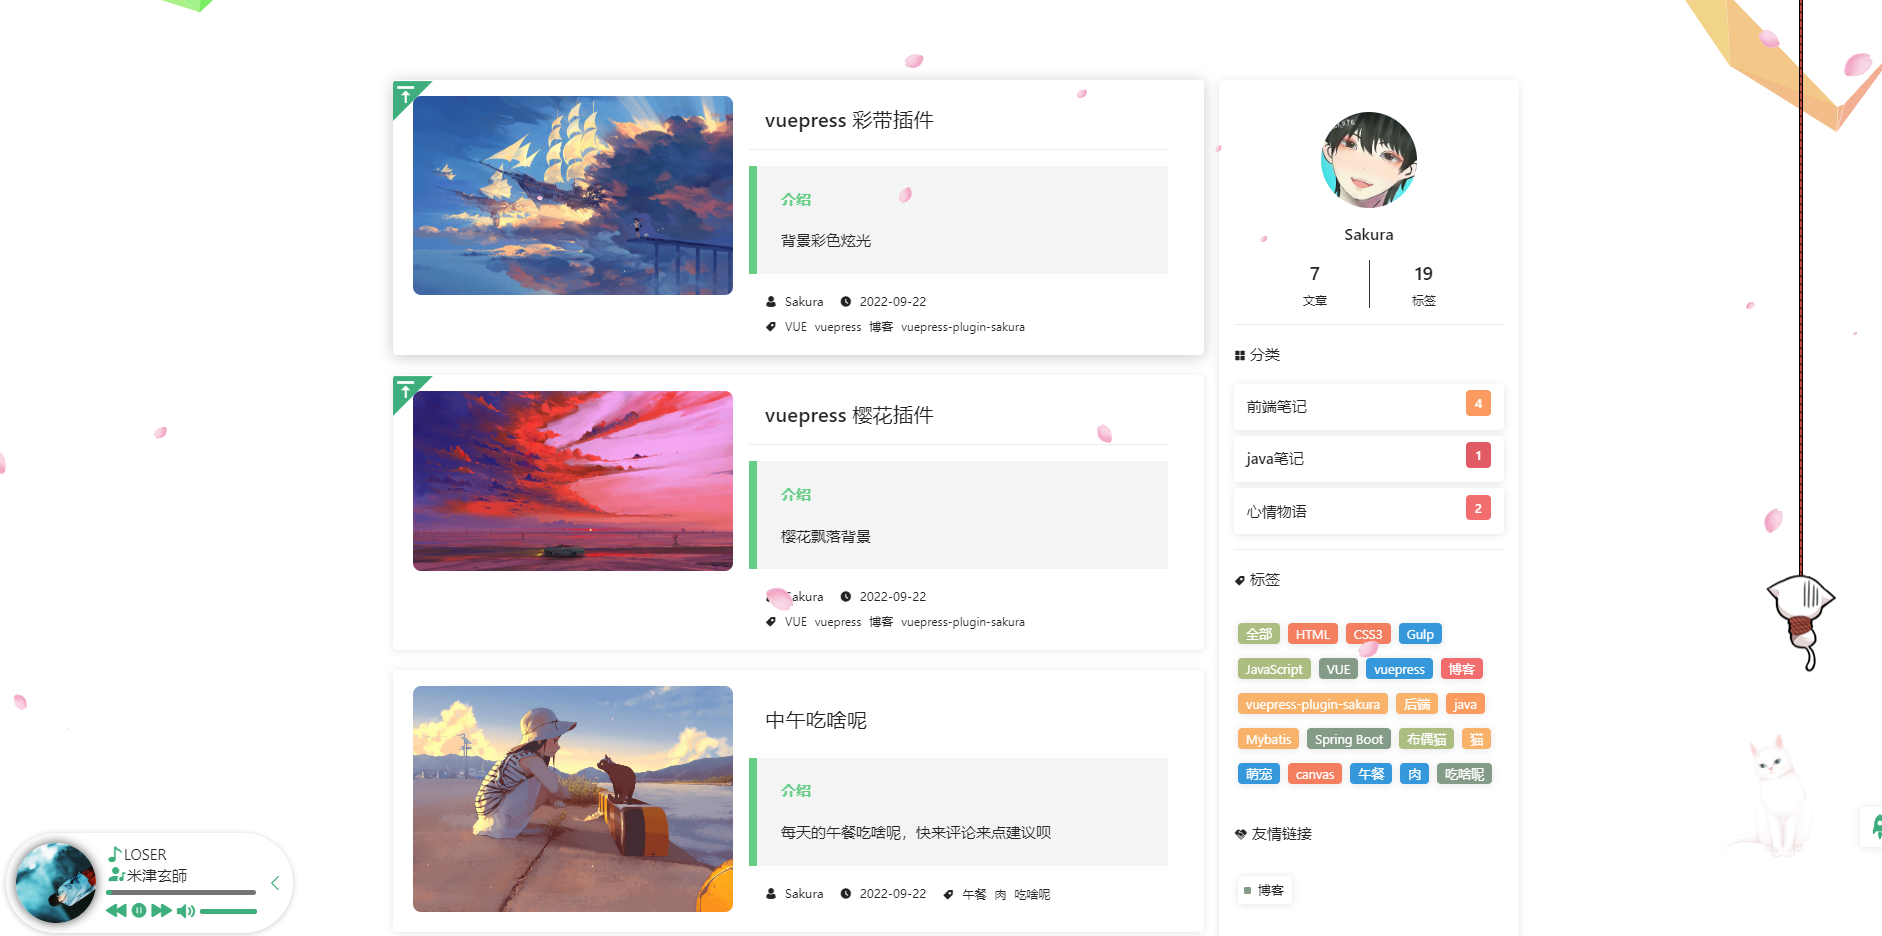 vuepress 彩带插件
介绍
背景彩色炫光
Sakura 2022-09-22
VUE vuepress 博客 vuepress-plugin-sakura
vuepress 樱花插件
介绍
樱花飘落背景
Sakura 2022-09-22
VUE vuepress 博客 vuepress-plugin-sakura
中午吃啥呢
介绍
每天的午餐吃啥呢，快来评论来点建议呗
Sakura 2022-09-22 午餐 肉 吃啥呢
Sakura
7 19
文章 标签
分类
前端笔记 4
java笔记 1
心情物语 2
标签
全部 HTML CSS3 Gulp
JavaScript VUE vuepress 博客
vuepress-plugin-sakura 后端 java
Mybatis Spring Boot 布偶猫 猫
萌宠 canvas 午餐 肉 吃啥呢
友情链接
博客
LOSER
米津玄師